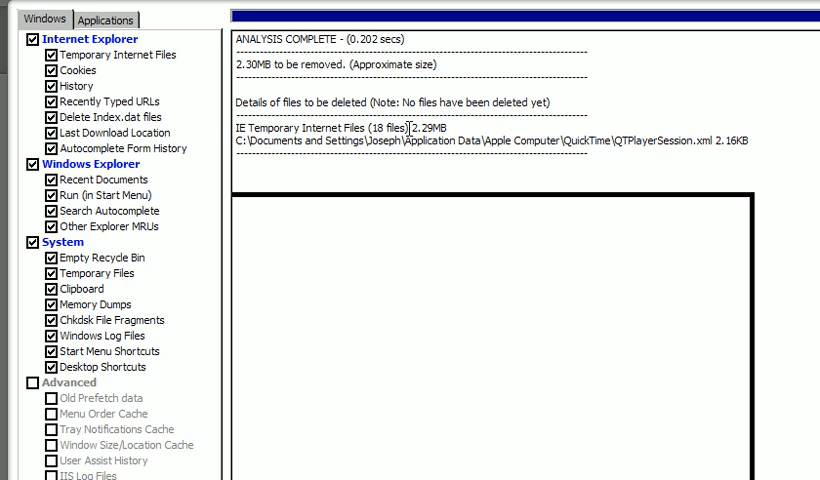 Windows
Applications
Internet Explorer
Temporary Internet Files
Cookies
History
Recently Typed URLs
Delete Index.dat files
Last Download Location
Autocomplete Form History
Windows Explorer
Recent Documents
Run (in Start Menu)
Search Autocomplete
Other Explorer MRUs
System
Empty Recycle Bin
Temporary Files
Clipboard
Memory Dumps
Chkdsk File Fragments
Windows Log Files
Start Menu Shortcuts
Desktop Shortcuts
Advanced
Old Prefetch data
Menu Order Cache
Tray Notifications Cache
Window Size/Location Cache
User Assist History
IIS Log Files
ANALYSIS COMPLETE - (0.202 secs)
------------------------------------------------------------------------------------------
2.30MB to be removed. (Approximate size)
------------------------------------------------------------------------------------------
Details of files to be deleted (Note: No files have been deleted yet)
------------------------------------------------------------------------------------------
IE Temporary Internet Files (18 files) 2.29MB
C:\Documents and Settings\Joseph\Application Data\Apple Computer\QuickTime\QTPlayerSession.xml 2.16KB
------------------------------------------------------------------------------------------